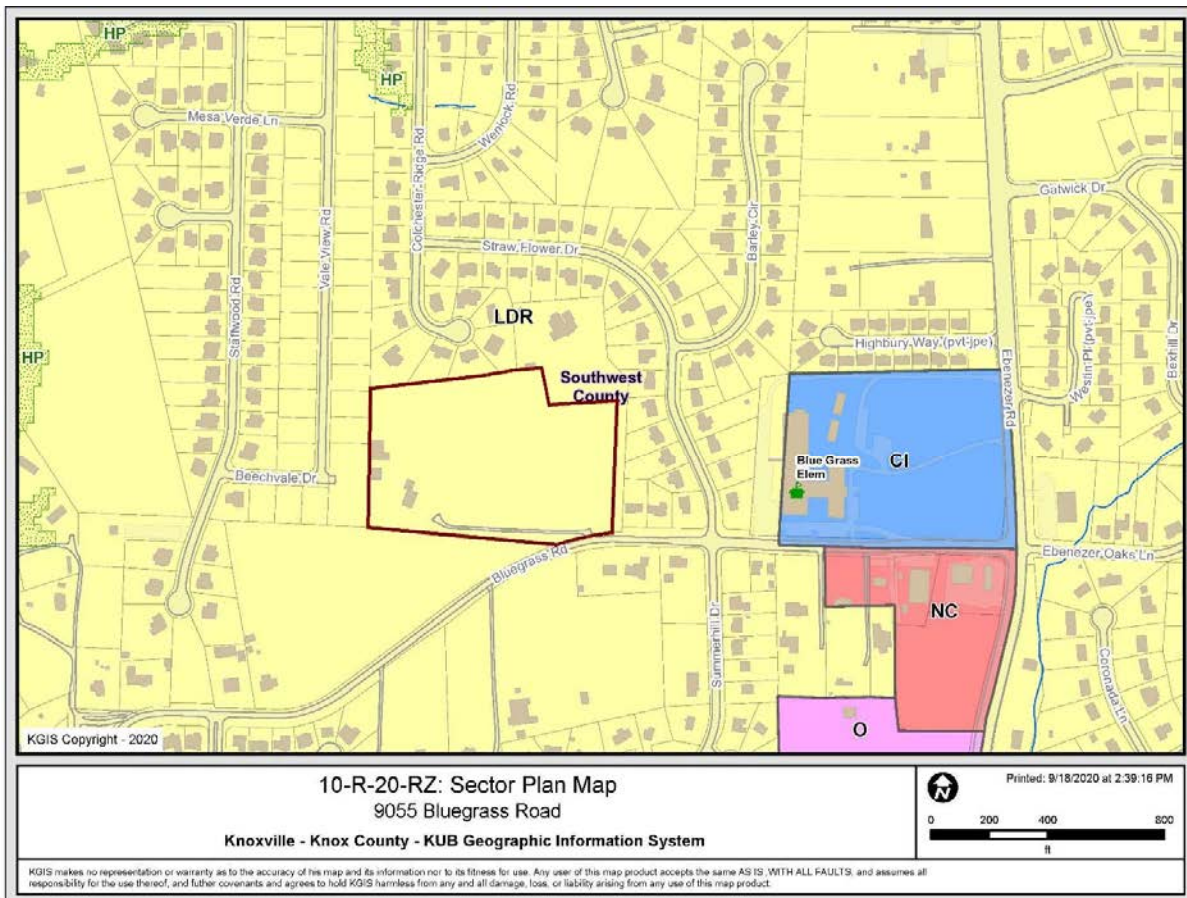 HP
HP
Mesa Verde Ln
Wenlock Rd
Colchester Ridge Rd
Vale View Rd
Barley Cir
Gatwick Dr
Straw Flower Dr
Staffwood Rd
LDR
Highbury Way (pvt-jpe)
Ebenezer Rd
Westin Pl (pvt-jpe)
Bexhill Dr
HP
Southwest
County
Blue Grass
Elem
CI
Beechvale Dr
Bluegrass Rd
Ebenezer Oaks Ln
NC
Summerhill Dr
Coronada Ln
O
KGIS Copyright - 2020
10-R-20-RZ: Sector Plan Map
9055 Bluegrass Road
Knoxville - Knox County - KUB Geographic Information System
N
Printed: 9/18/2020 at 2:39:16 PM
0 200 400 800
ft
KGIS makes no representation or warranty as to the accuracy of his map and its information nor to its fitness for use. Any user of this map product accepts the same AS IS, WITH ALL FAULTS, and assumes all
responsibility for the use thereof, and futher covenants and agrees to hold KGIS harmless from any and all damage, loss, or liability arising from any use of this map product.